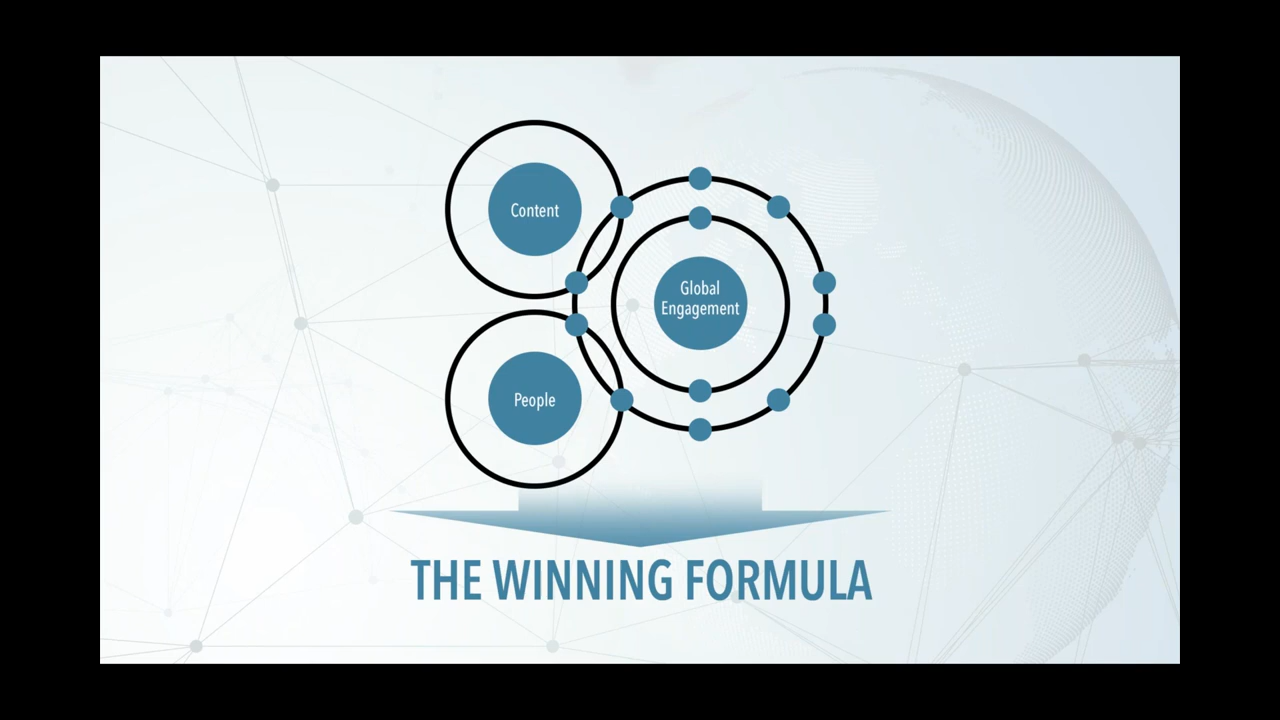 Content
Global
Engagement
People
THE WINNING FORMULA